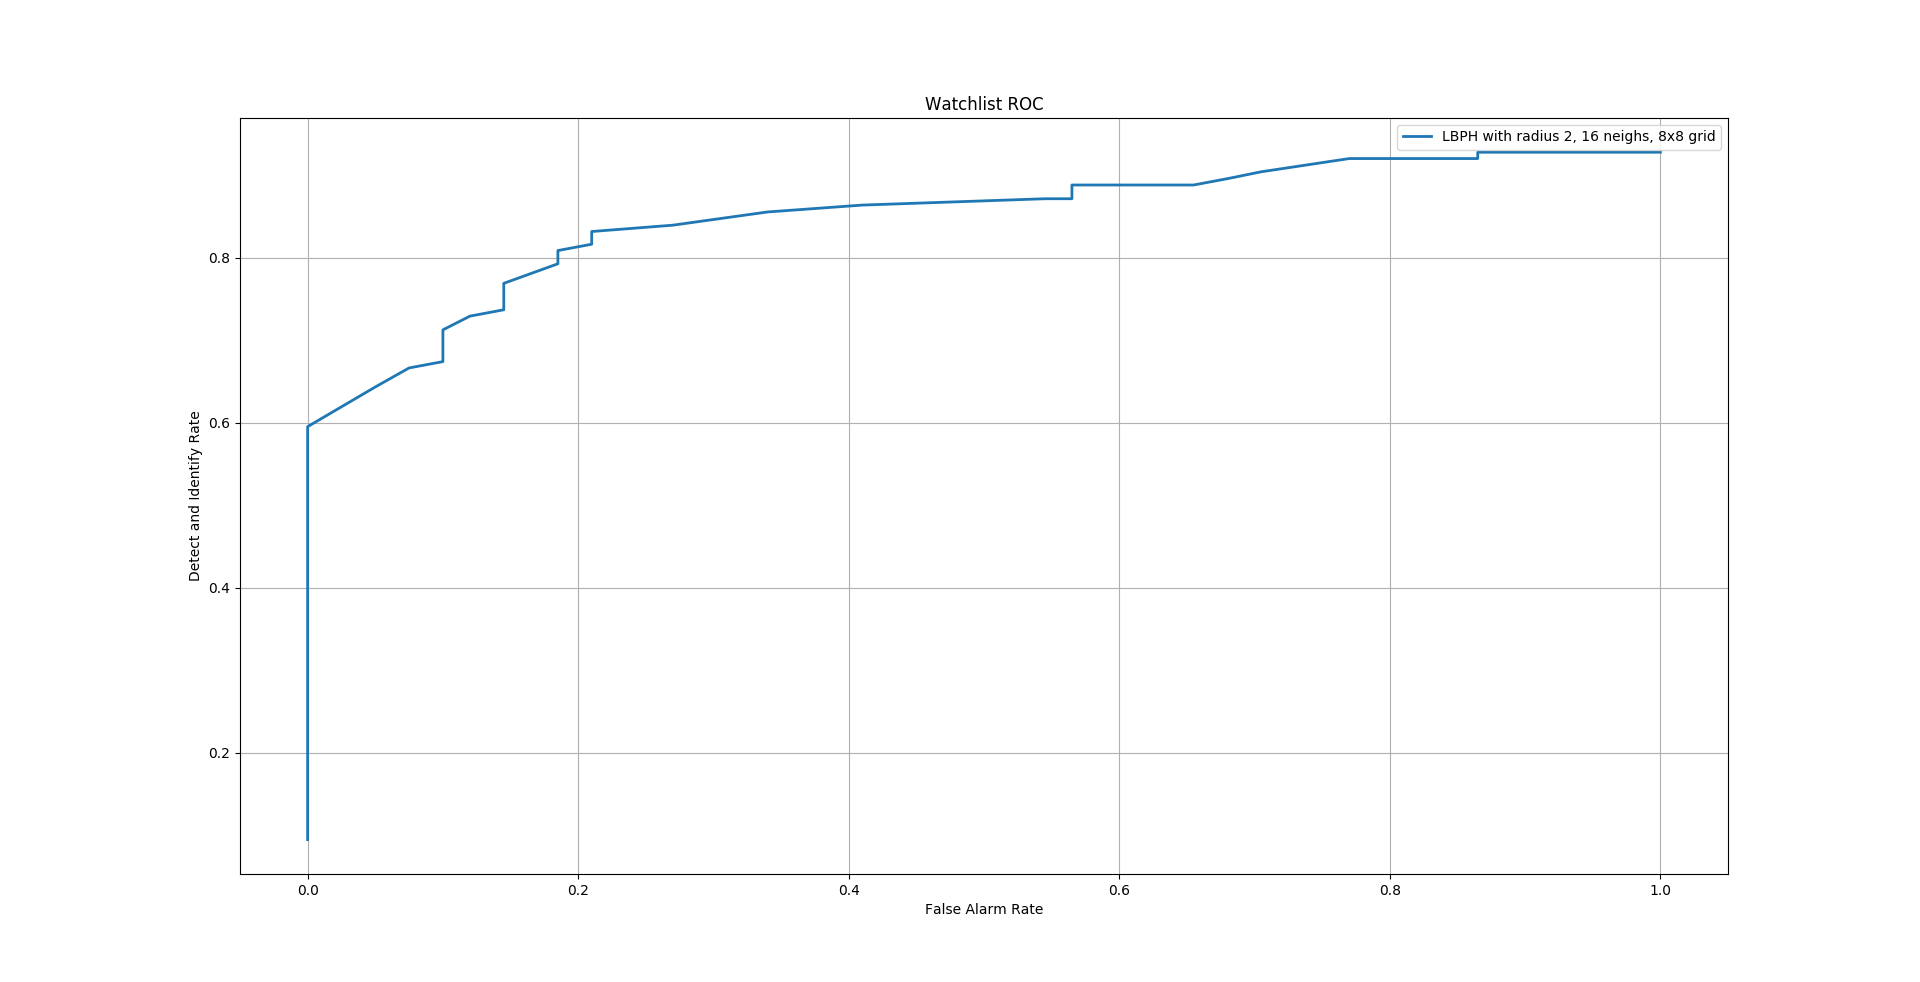 Watchlist ROC
LBPH with radius 2, 16 neighs, 8x8 grid
0.8
0.6
0.4
0.2
Detect and Identify Rate
0.0 0.2 0.4 0.6 0.8 1.0
False Alarm Rate